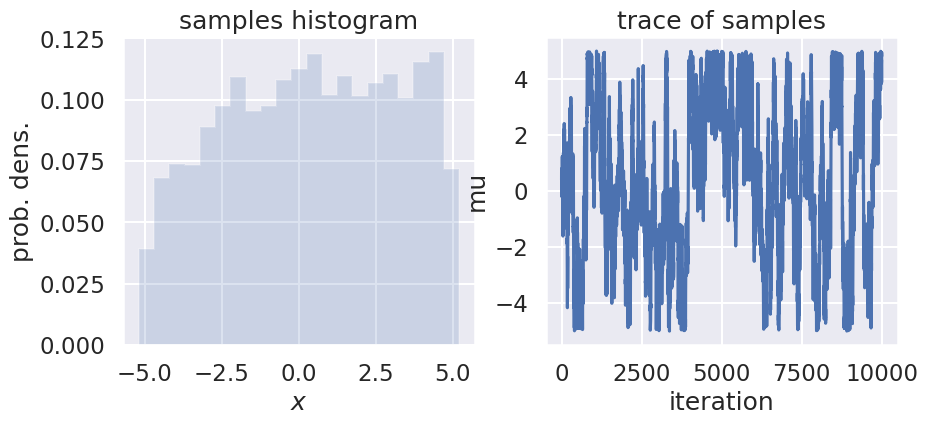 samples histogram
prob. dens.
0.125
0.100
0.075
0.050
0.025
0.000
−5.0 −2.5 0.0 2.5 5.0
x
trace of samples
mu
4
2
0
−2
−4
0 2500 5000 7500 10000
iteration